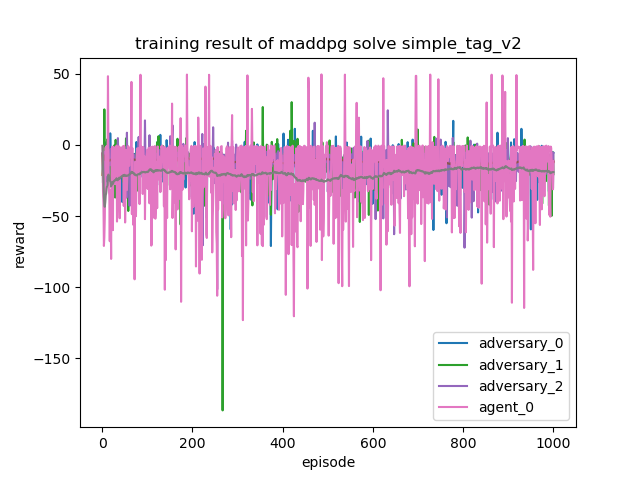 training result of maddpg solve simple_tag_v2
50
0
−50
−100
−150
reward
0
200
400
600
800
1000
episode
adversary_0
adversary_1
adversary_2
agent_0